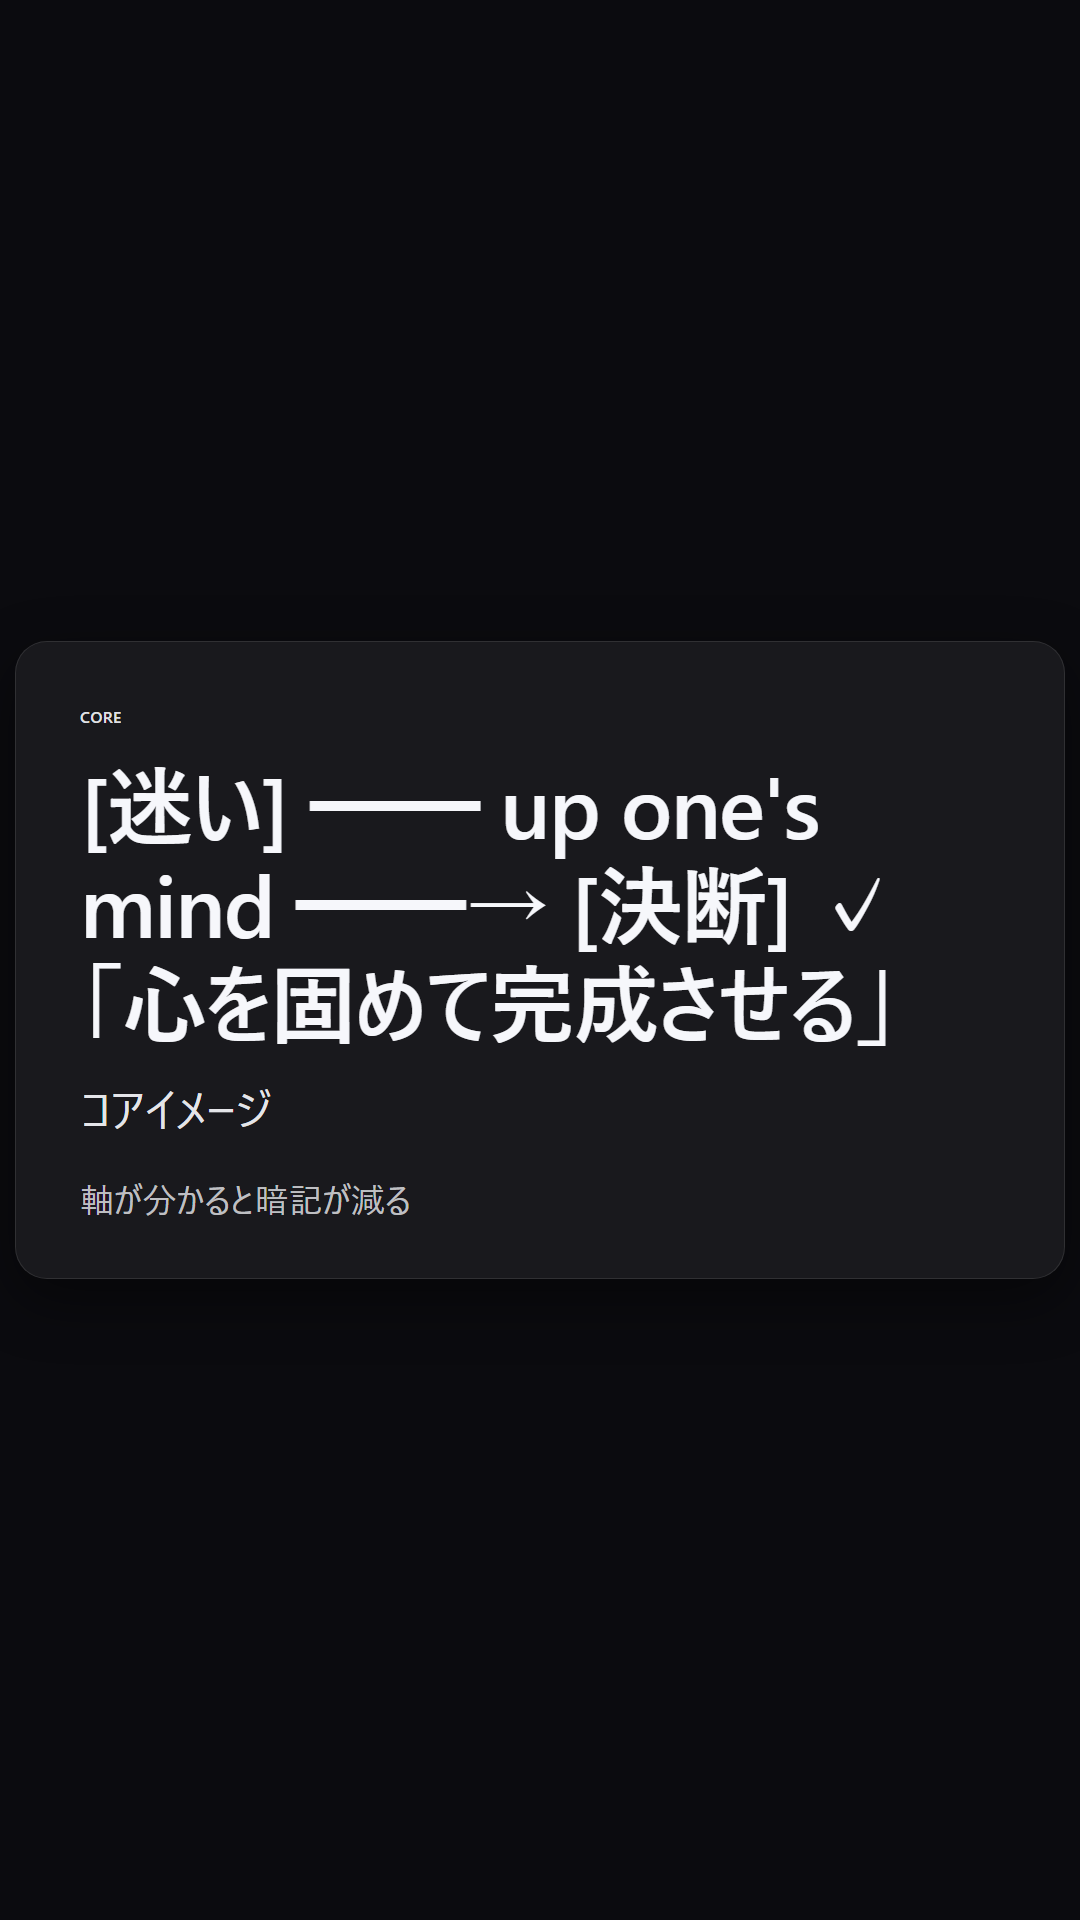 CORE
[迷い] ─── up one's
mind ───→ [決断] ✓
「心を固めて完成させる」
コアイメージ
軸が分かると暗記が減る